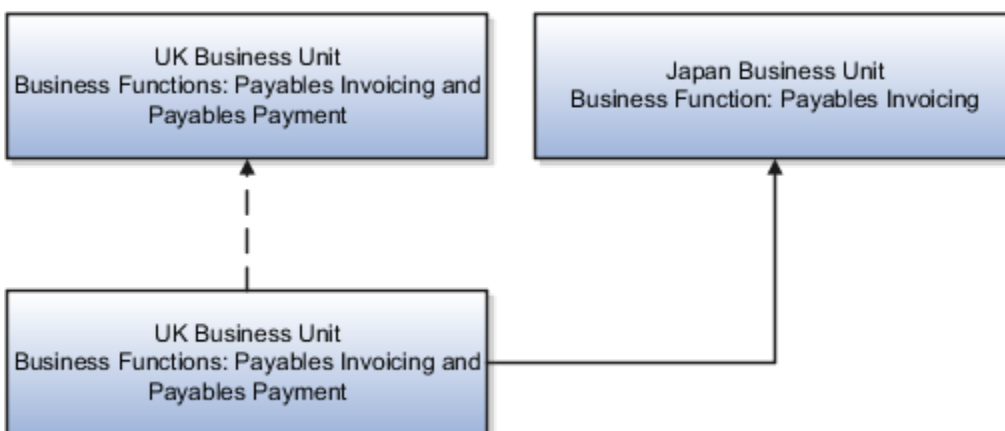 UK Business Unit
Business Functions: Payables Invoicing and
Payables Payment
Japan Business Unit
Business Function: Payables Invoicing
UK Business Unit
Business Functions: Payables Invoicing and
Payables Payment